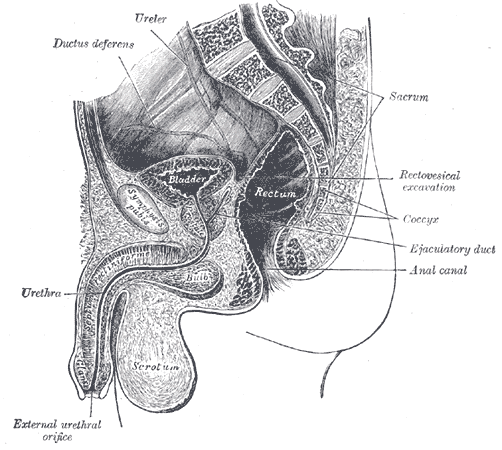 Ureter
Ductus deferens
Sacrum
Bladder
Rectum
Rectovesical
excavation
Symphysis
pubis
Coccyx
Ejaculatory duct
Anal canal
Bulb
Urethra
Scrotum
External urethral
orifice